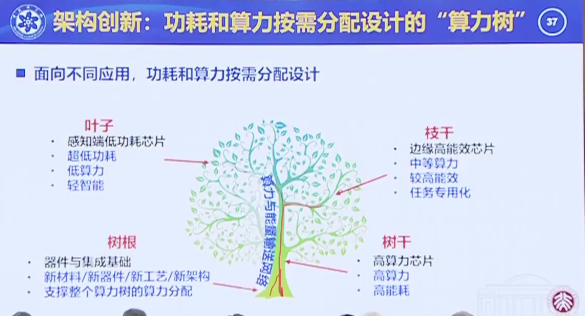 架构创新：功耗和算力按需分配设计的“算力树”
37
面向不同应用，功耗和算力按需分配设计
叶子
• 感知端低功耗芯片
• 超低功耗
• 低算力
• 轻智能
枝干
• 边缘高能效芯片
• 中等算力
• 较高能效
• 任务专用化
算力与能量输送网络
树根
• 器件与集成基础
• 新材料/新器件/新工艺/新架构
• 支撑整个算力树的算力分配
树干
• 高算力芯片
• 高算力
• 高能耗